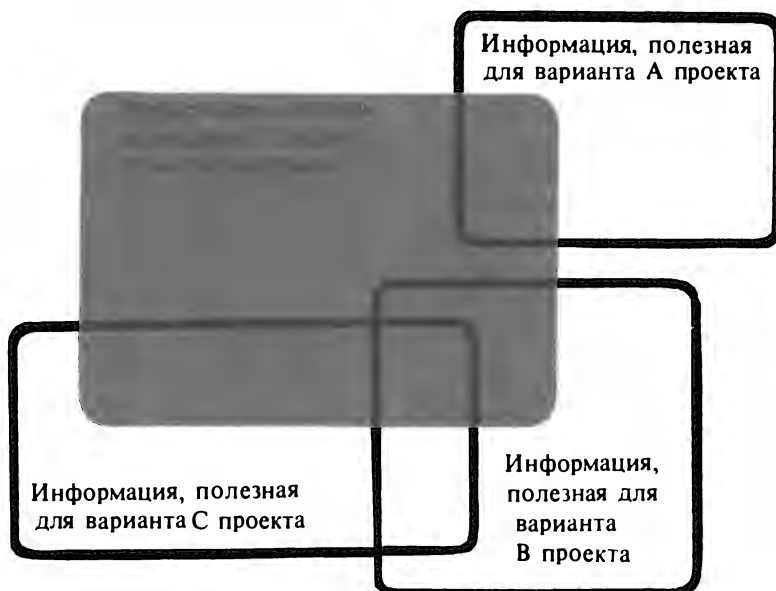 Информация, полезная
для варианта А проекта
Информация, полезная
для варианта С проекта
Информация,
полезная для
варианта
В проекта